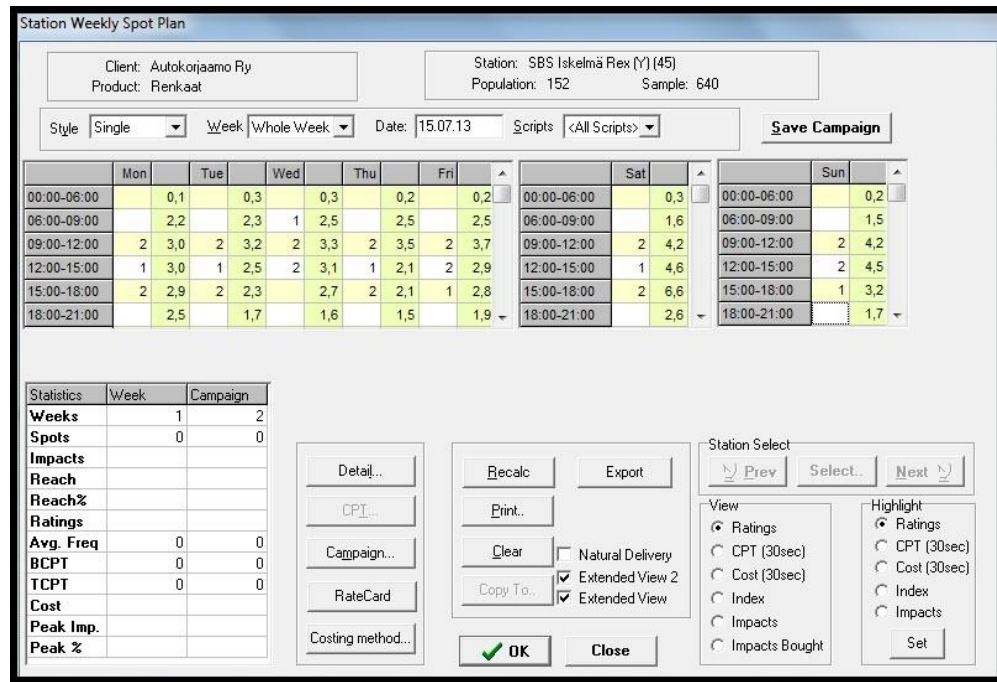 Station Weekly Spot Plan
Client: Autokorjaamo Ry
Product: Renkaat
Station: SBS Iskelmä Rex (Y) (45)
Population: 152 Sample: 640
Style Single Week Whole Week Date: 15.07.13 Scripts <All Scripts> Save Campaign
Mon Tue Wed Thu Fri Sat Sun
00:00-06:00 0,1 0,3 0,3 0,2 0,2 00:00-06:00 0,3 00:00-06:00 0,2
06:00-09:00 2,2 2,3 1 2,5 2,5 2,5 06:00-09:00 1,6 06:00-09:00 1,5
09:00-12:00 2 3,0 2 3,2 2 3,3 2 3,5 2 3,7 09:00-12:00 2 4,2 09:00-12:00 2 4,2
12:00-15:00 1 3,0 1 2,5 2 3,1 1 2,1 2 2,9 12:00-15:00 1 4,6 12:00-15:00 2 4,5
15:00-18:00 2 2,9 2 2,3 2,7 2 2,1 1 2,8 15:00-18:00 2 6,6 15:00-18:00 1 3,2
18:00-21:00 2,5 1,7 1,6 1,5 1,9 18:00-21:00 2,6 18:00-21:00 1,7
Statistics Week Campaign
Weeks 1 2
Spots 0 0
Impacts
Reach
Reach%
Ratings
Avg. Freq 0 0
BCPT 0 0
TCPT 0 0
Cost
Peak Imp.
Peak %
Detail...
CPT...
Campaign...
RateCard
Costing method...
Recalc Export
Print..
Clear Natural Delivery
Copy To.. Extended View 2
Extended View
OK Close
Station Select
Prev Select.. Next
View
Ratings
CPT (30sec)
Cost (30sec)
Index
Impacts
Impacts Bought
Highlight
Ratings
CPT (30sec)
Cost (30sec)
Index
Impacts
Set